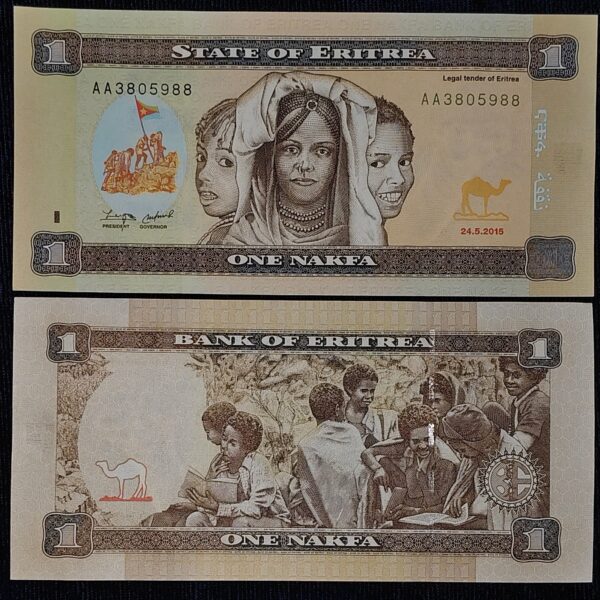 1 STATE OF ERITREA 1
Legal tender of Eritrea
AA3805988
AA3805988
PRESIDENT GOVERNOR
24.5.2015
1 ONE NAKFA
1 BANK OF ERITREA 1
1 ONE NAKFA 1